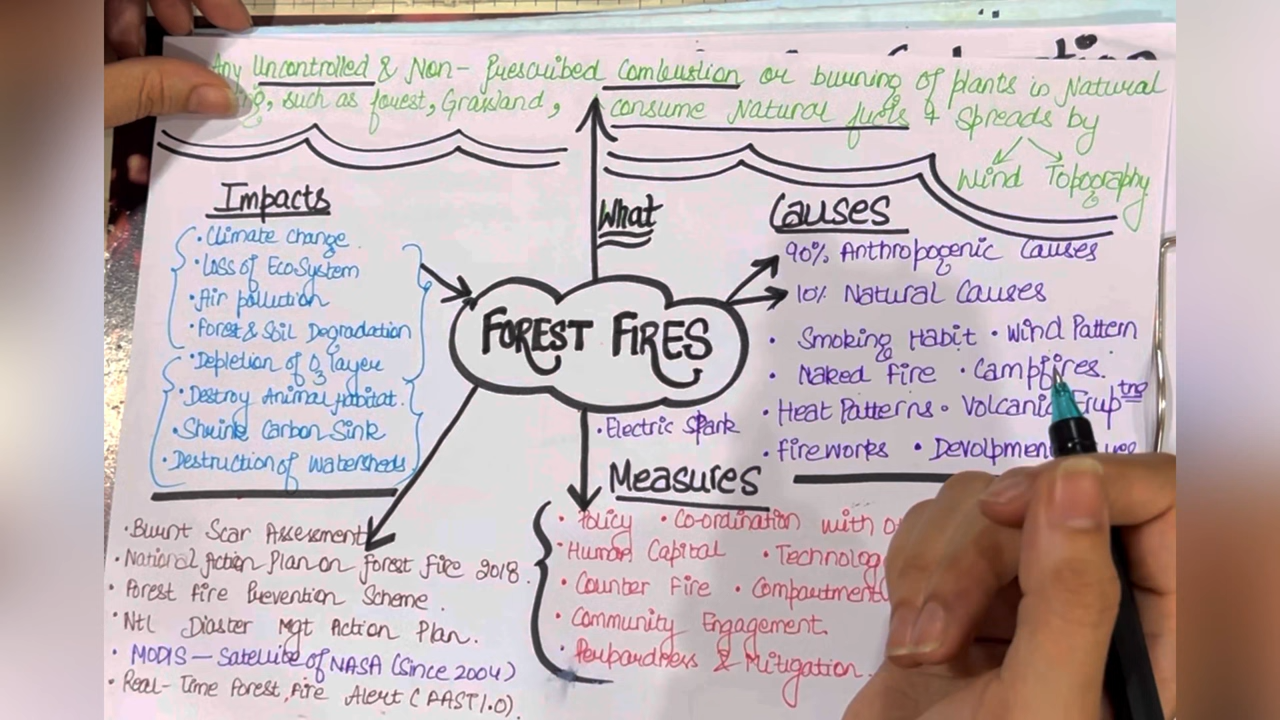 Any Uncontrolled & Non- Prescribed Combustion or burning of plants in Natural
such as forest, Grassland, consume Natural fuels & Spreads by
Wind Topography
Impacts
• Climate change
• Loss of EcoSystem
• Air pollution
• Forest & Soil Degradation
• Depletion of O3 layer
• Destroy Animal Habitat.
• Shrink Carbon Sink
• Destruction of Watersheds
What
FOREST FIRES
Causes
90% Anthropogenic Causes
10% Natural Causes
• Smoking Habit • Wind Pattern
• Naked Fire • Campfires.
• Heat Patterns • Volcanic Erup tno
• fireworks •
• Electric Spark
Measures
• Policy • Co-ordination with
• Human Capital •
• Counter Fire •
• Community Engagement.
• & Mitigation.
• Burnt Scar Assessment
• National Action Plan on Forest Fire 2018.
• Forest Fire Prevention Scheme.
• Ntl Diaster Mgt Action Plan.
• MODIS – Satellite of NASA (Since 2004)
• Real-Time Forest Fire Alert (FAST 1.0)